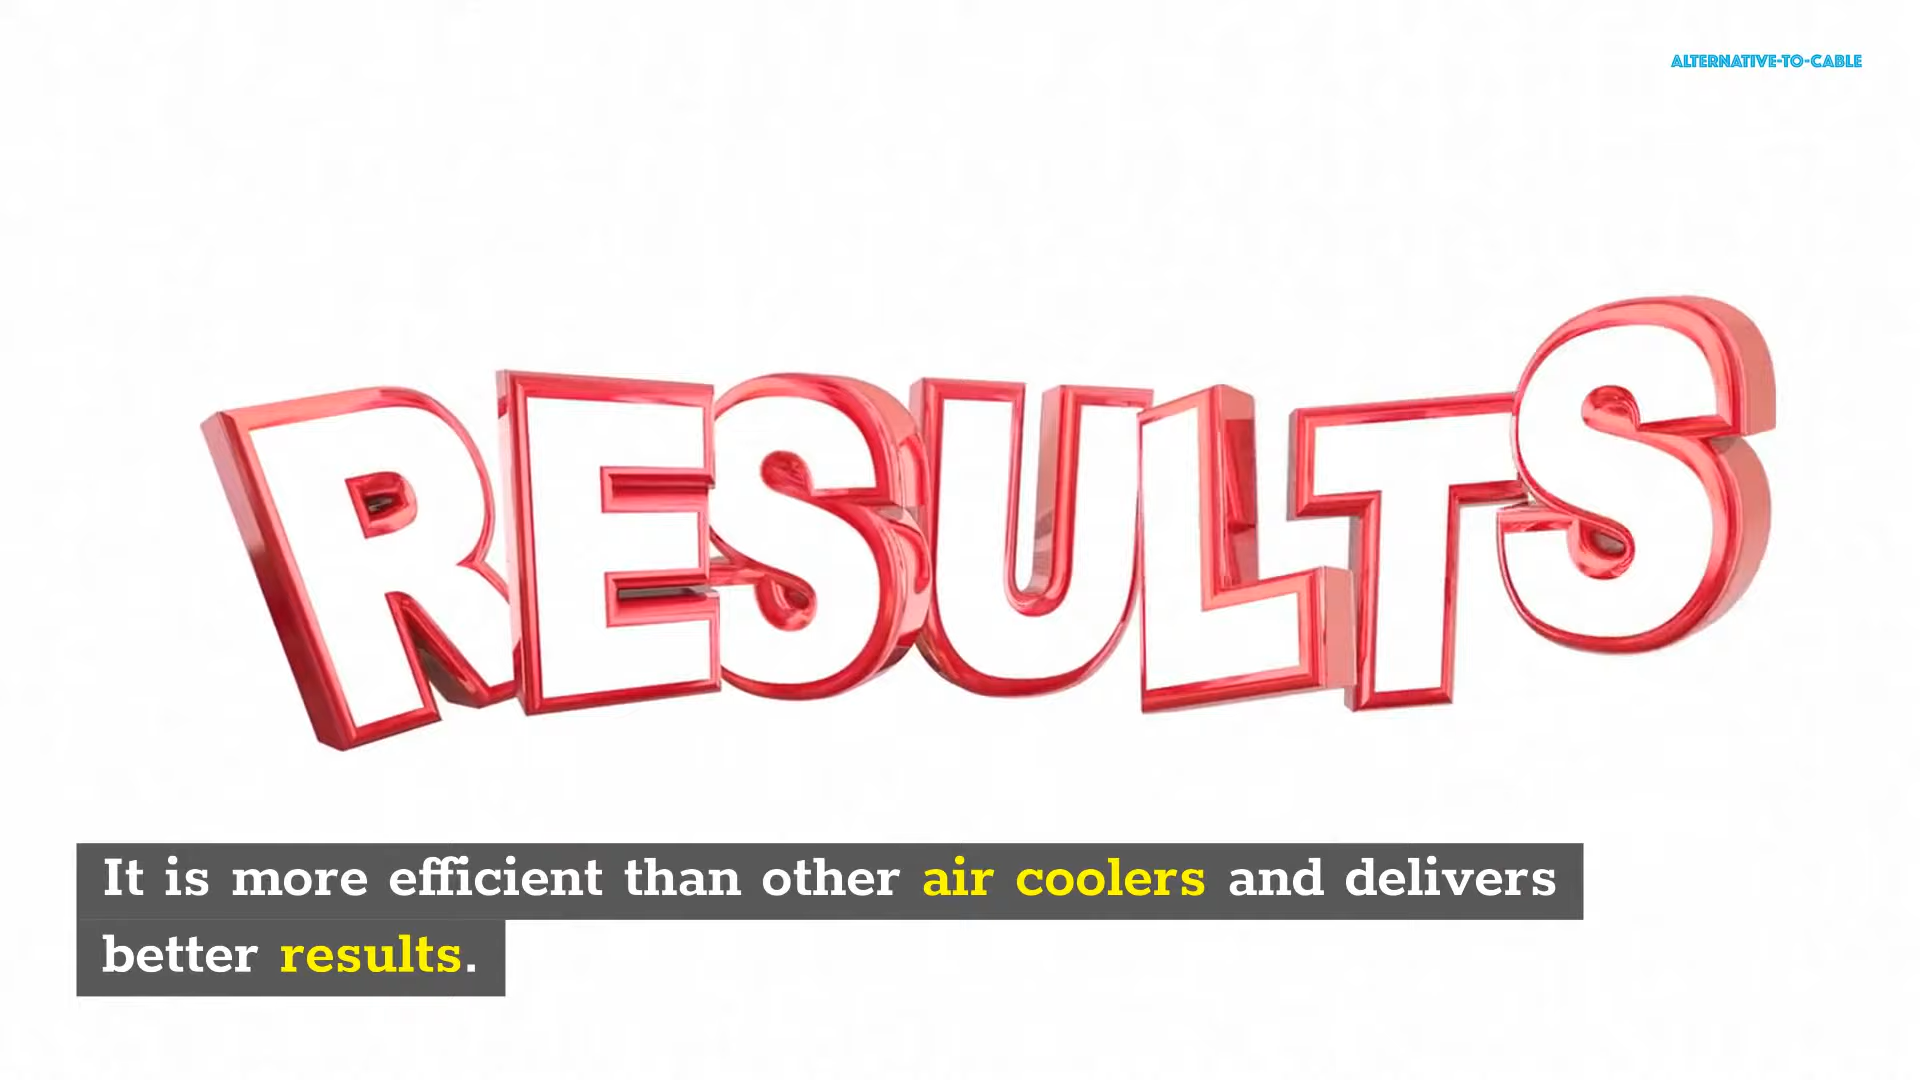 ALTERNATIVE-TO-CABLE
RESULTS
It is more efficient than other air coolers and delivers
better results.